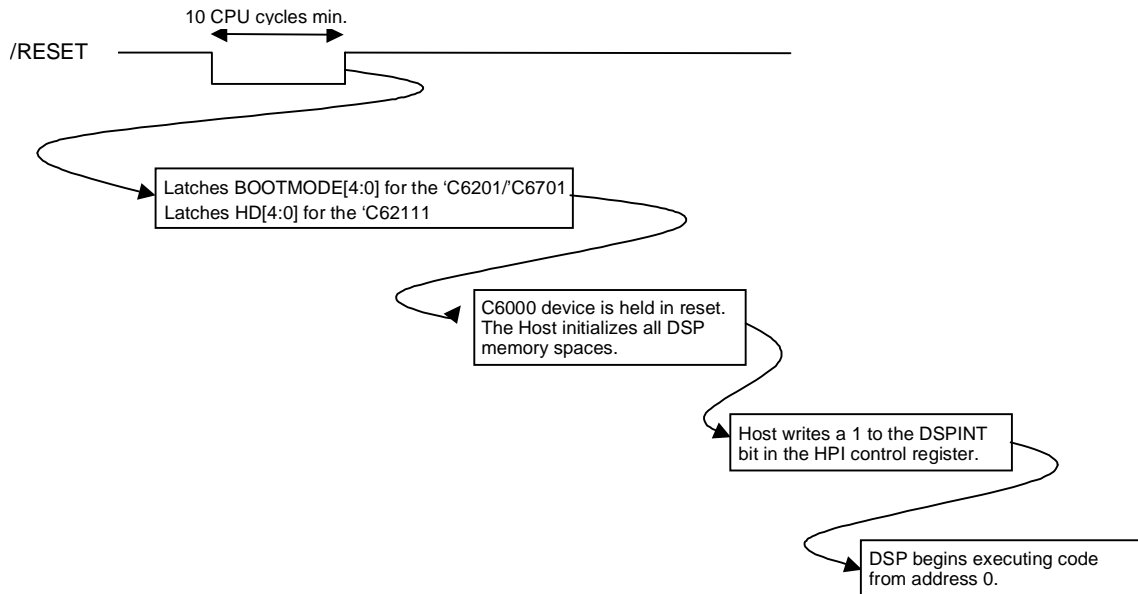 10 CPU cycles min.
/RESET
Latches BOOTMODE[4:0] for the ‘C6201/’C6701
Latches HD[4:0] for the ‘C62111
C6000 device is held in reset.
The Host initializes all DSP
memory spaces.
Host writes a 1 to the DSPINT
bit in the HPI control register.
DSP begins executing code
from address 0.